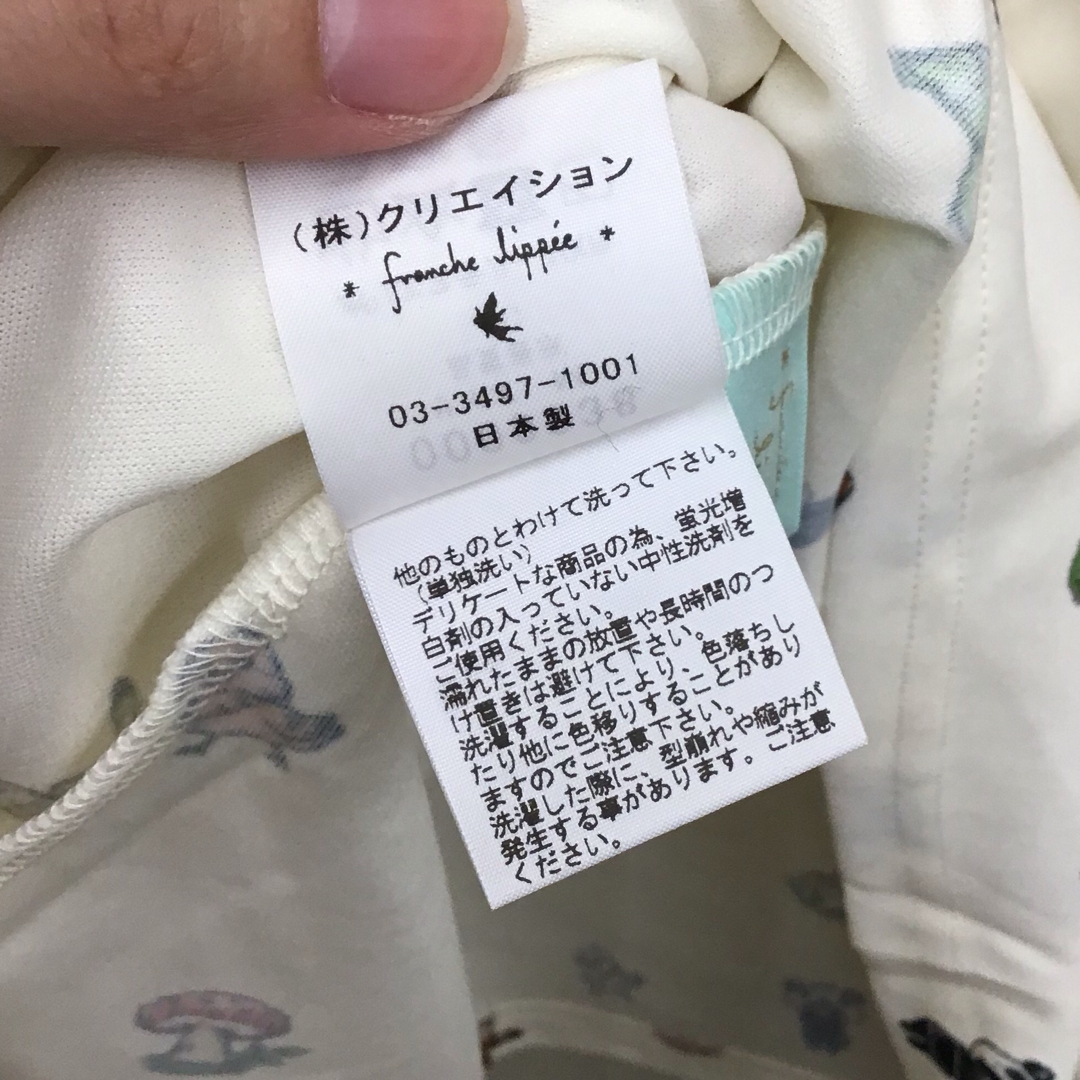 (株)クリエイション
* franche lippée *
03-3497-1001
日本製
他のものとわけて洗って下さい。
(単独洗い)
デリケートな商品の為、蛍光増
白剤の入っていない中性洗剤を
ご使用ください。
濡れたままの放置や長時間のつ
け置きは避けて下さい。
洗濯することにより、色落ちし
たり他に色移りすることがあり
ますのでご注意下さい。
洗濯した際に、型崩れや縮みが
発生する事があります。ご注意
ください。